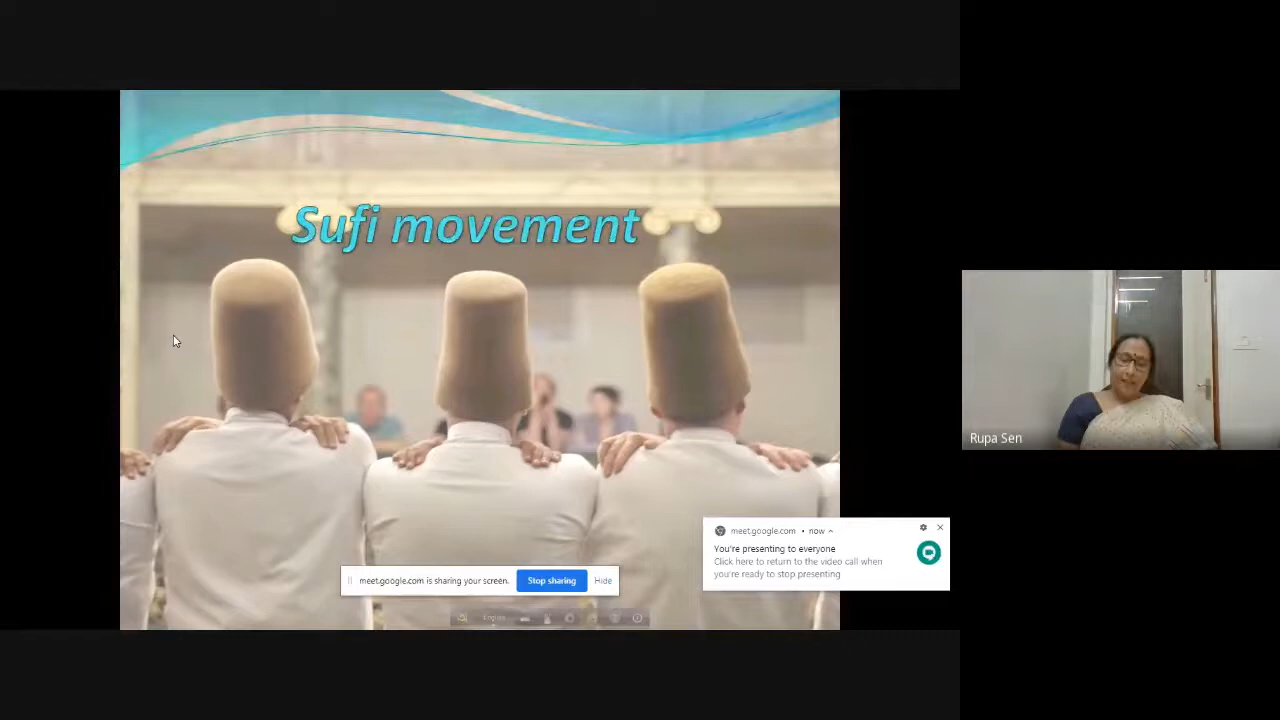 Sufi movement
Rupa Sen
meet.google.com • now
You're presenting to everyone
Click here to return to the video call when
you're ready to stop presenting
meet.google.com is sharing your screen. Stop sharing Hide
English